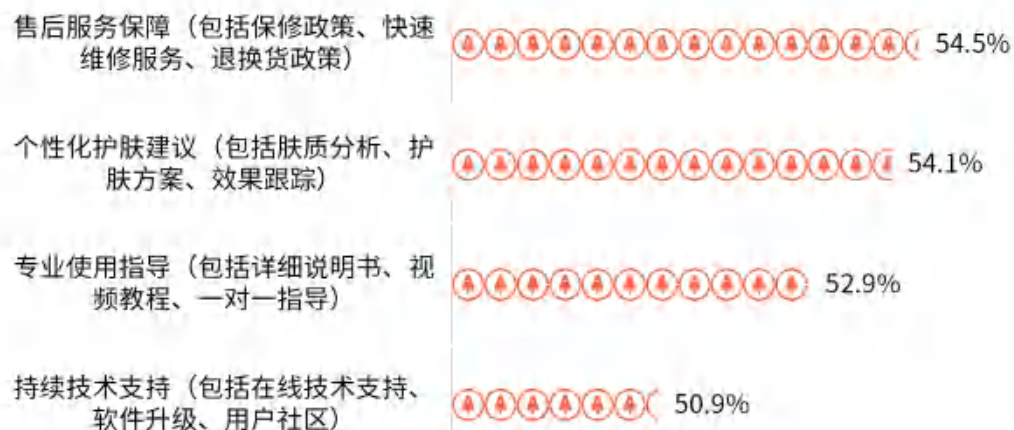 售后服务保障（包括保修政策、快速
维修服务、退换货政策）
54.5%
个性化护肤建议（包括肤质分析、护
肤方案、效果跟踪）
54.1%
专业使用指导（包括详细说明书、视
频教程、一对一指导）
52.9%
持续技术支持（包括在线技术支持、
软件升级、用户社区）
50.9%